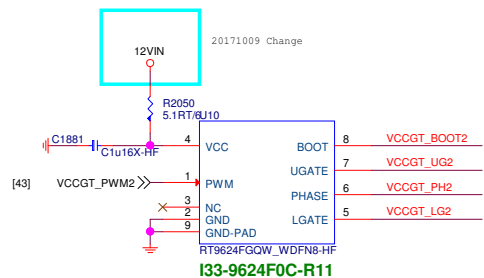 20171009 Change
12VIN
R2050
5.1RT/6
U10
C1881
C1u16X-HF
4 VCC BOOT 8 VCCGT_BOOT2
UGATE 7 VCCGT_UG2
[43] VCCGT_PWM2 1 PWM
PHASE 6 VCCGT_PH2
3 NC
2 GND LGATE 5 VCCGT_LG2
9 GND-PAD
RT9624FGQW_WDFN8-HF
I33-9624F0C-R11